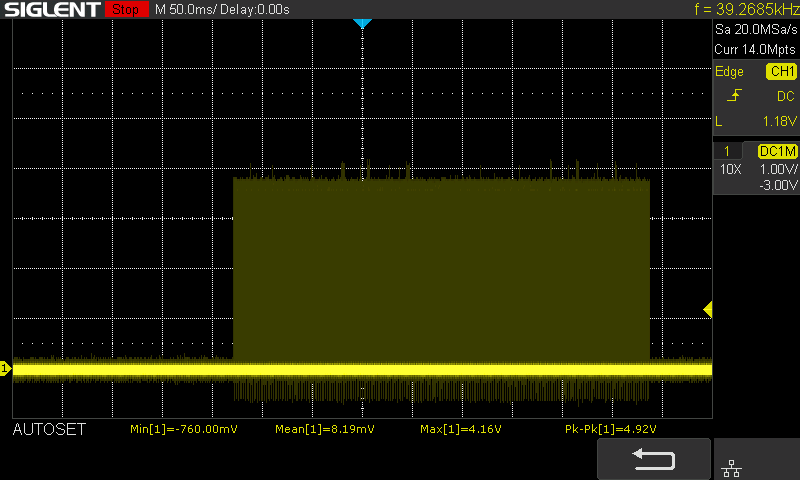 SIGLENT Stop M 50.0ms/ Delay:0.00s f = 39.2685kHz
Sa 20.0MSa/s
Curr 14.0Mpts
Edge CH1
DC
L 1.18V
1 DC1M
10X 1.00V/
-3.00V
1
AUTOSET Min[1]=-760.00mV Mean[1]=8.19mV Max[1]=4.16V Pk-Pk[1]=4.92V